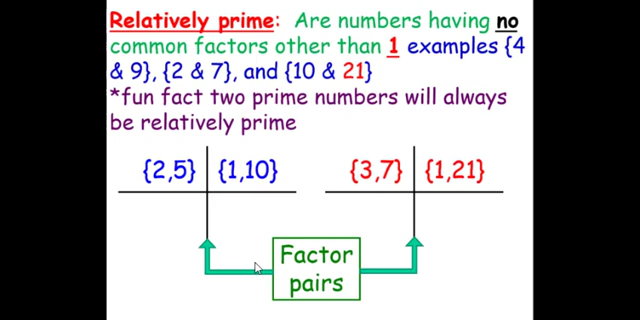 Relatively prime: Are numbers having no
common factors other than 1 examples {4
& 9}, {2 & 7}, and {10 & 21}
*fun fact two prime numbers will always
be relatively prime
{2,5} {1,10} {3,7} {1,21}
Factor
pairs